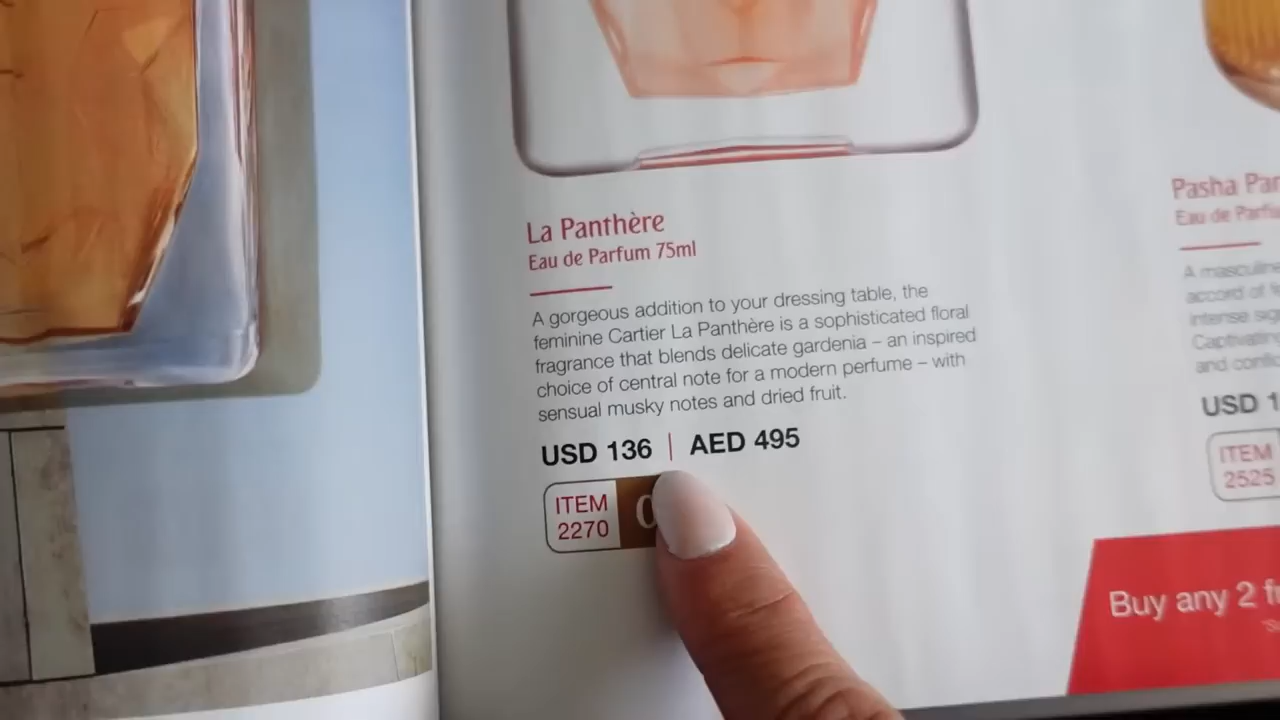 La Panthère
Eau de Parfum 75ml
A gorgeous addition to your dressing table, the
feminine Cartier La Panthère is a sophisticated floral
fragrance that blends delicate gardenia – an inspired
choice of central note for a modern perfume – with
sensual musky notes and dried fruit.
USD 136 | AED 495
ITEM
2270
Pasha
Eau de
A masculine
accord of
intense
Captivating
and
USD 1
ITEM
2525
Buy any 2